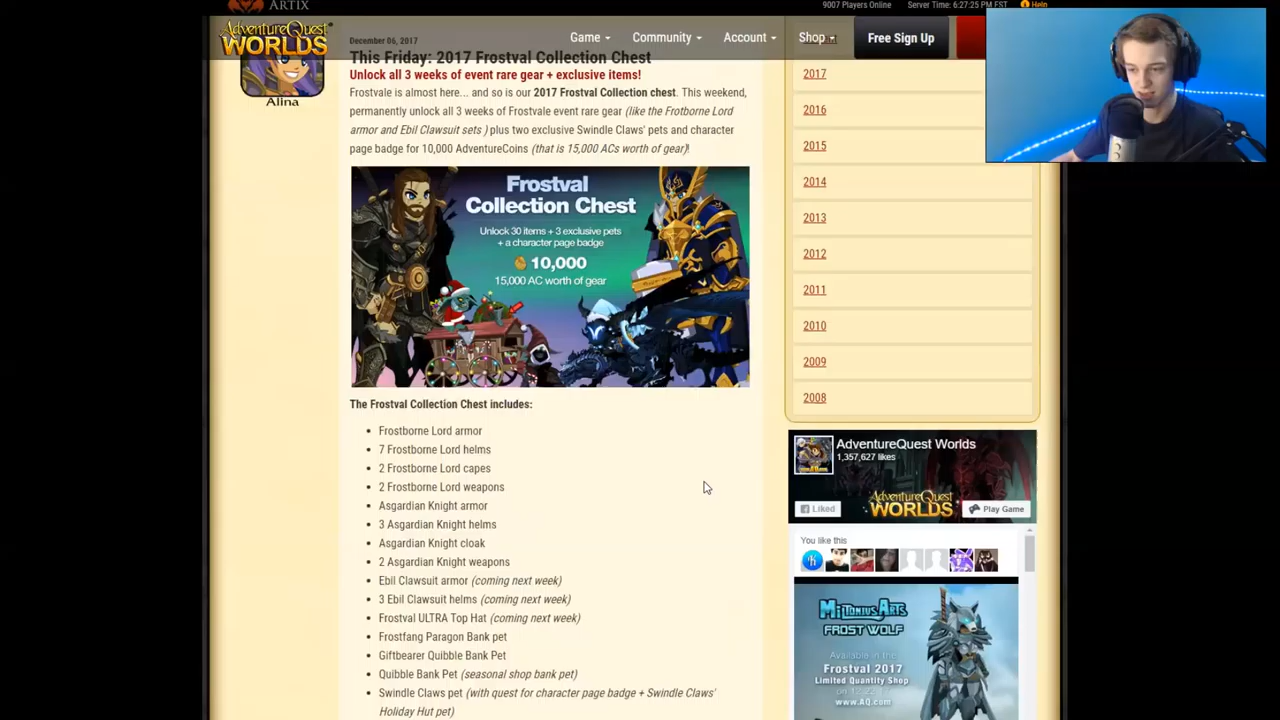 ARTIX
9007 Players Online
Server Time: 6:27:25 PM EST
Help
AdventureQuest
WORLDS
Game
Community
Account
Shop
Free Sign Up
Alina
December 06, 2017
This Friday: 2017 Frostval Collection Chest
Unlock all 3 weeks of event rare gear + exclusive items!
Frostvale is almost here... and so is our 2017 Frostval Collection chest. This weekend,
permanently unlock all 3 weeks of Frostvale event rare gear (like the Frotborne Lord
armor and Ebil Clawsuit sets ) plus two exclusive Swindle Claws' pets and character
page badge for 10,000 AdventureCoins (that is 15,000 ACs worth of gear)!
Frostval
Collection Chest
Unlock 30 items + 3 exclusive pets
+ a character page badge
10,000
15,000 AC worth of gear
The Frostval Collection Chest includes:
• Frostborne Lord armor
• 7 Frostborne Lord helms
• 2 Frostborne Lord capes
• 2 Frostborne Lord weapons
• Asgardian Knight armor
• 3 Asgardian Knight helms
• Asgardian Knight cloak
• 2 Asgardian Knight weapons
• Ebil Clawsuit armor (coming next week)
• 3 Ebil Clawsuit helms (coming next week)
• Frostval ULTRA Top Hat (coming next week)
• Frostfang Paragon Bank pet
• Giftbearer Quibble Bank Pet
• Quibble Bank Pet (seasonal shop bank pet)
• Swindle Claws pet (with quest for character page badge + Swindle Claws'
Holiday Hut pet)
2017
2016
2015
2014
2013
2012
2011
2010
2009
2008
AdventureQuest Worlds
1,357,627 likes
AdventureQuest
WORLDS
Liked
Play Game
You like this
MILTONIUS ARTS
FROST WOLF
Available in the
Frostval 2017
Limited Quantity Shop
www.AQ.com